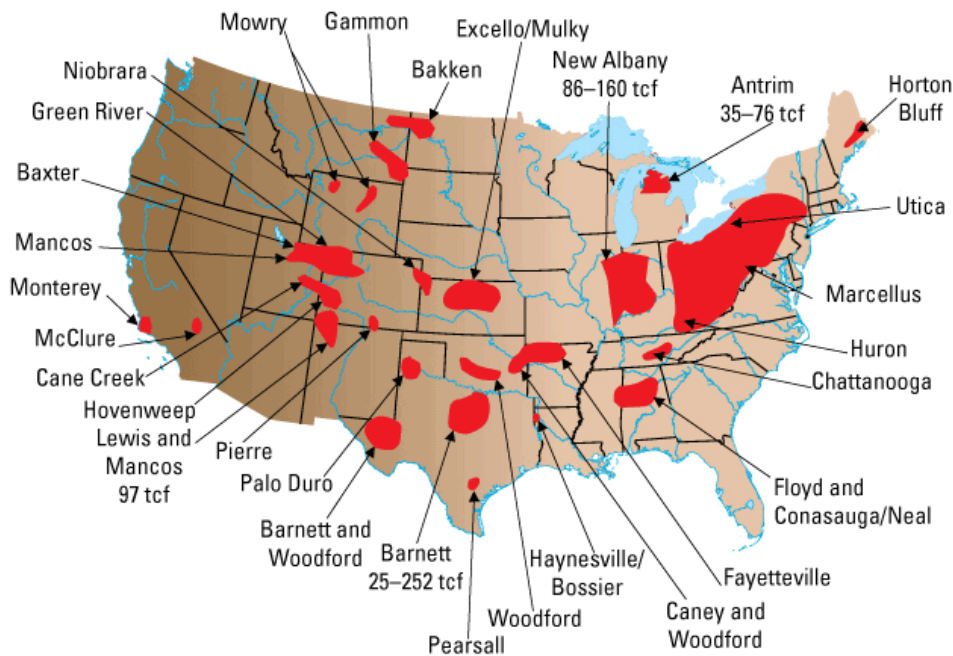 Mowry
Gammon
Excello/Mulky
Niobrara
Bakken
New Albany
86–160 tcf
Antrim
35–76 tcf
Horton
Bluff
Green River
Baxter
Utica
Mancos
Monterey
Marcellus
McClure
Huron
Cane Creek
Chattanooga
Hovenweep
Lewis and
Mancos
97 tcf
Pierre
Palo Duro
Floyd and
Conasauga/Neal
Barnett and
Woodford
Barnett
25–252 tcf
Haynesville/
Bossier
Fayetteville
Woodford
Caney and
Woodford
Pearsall